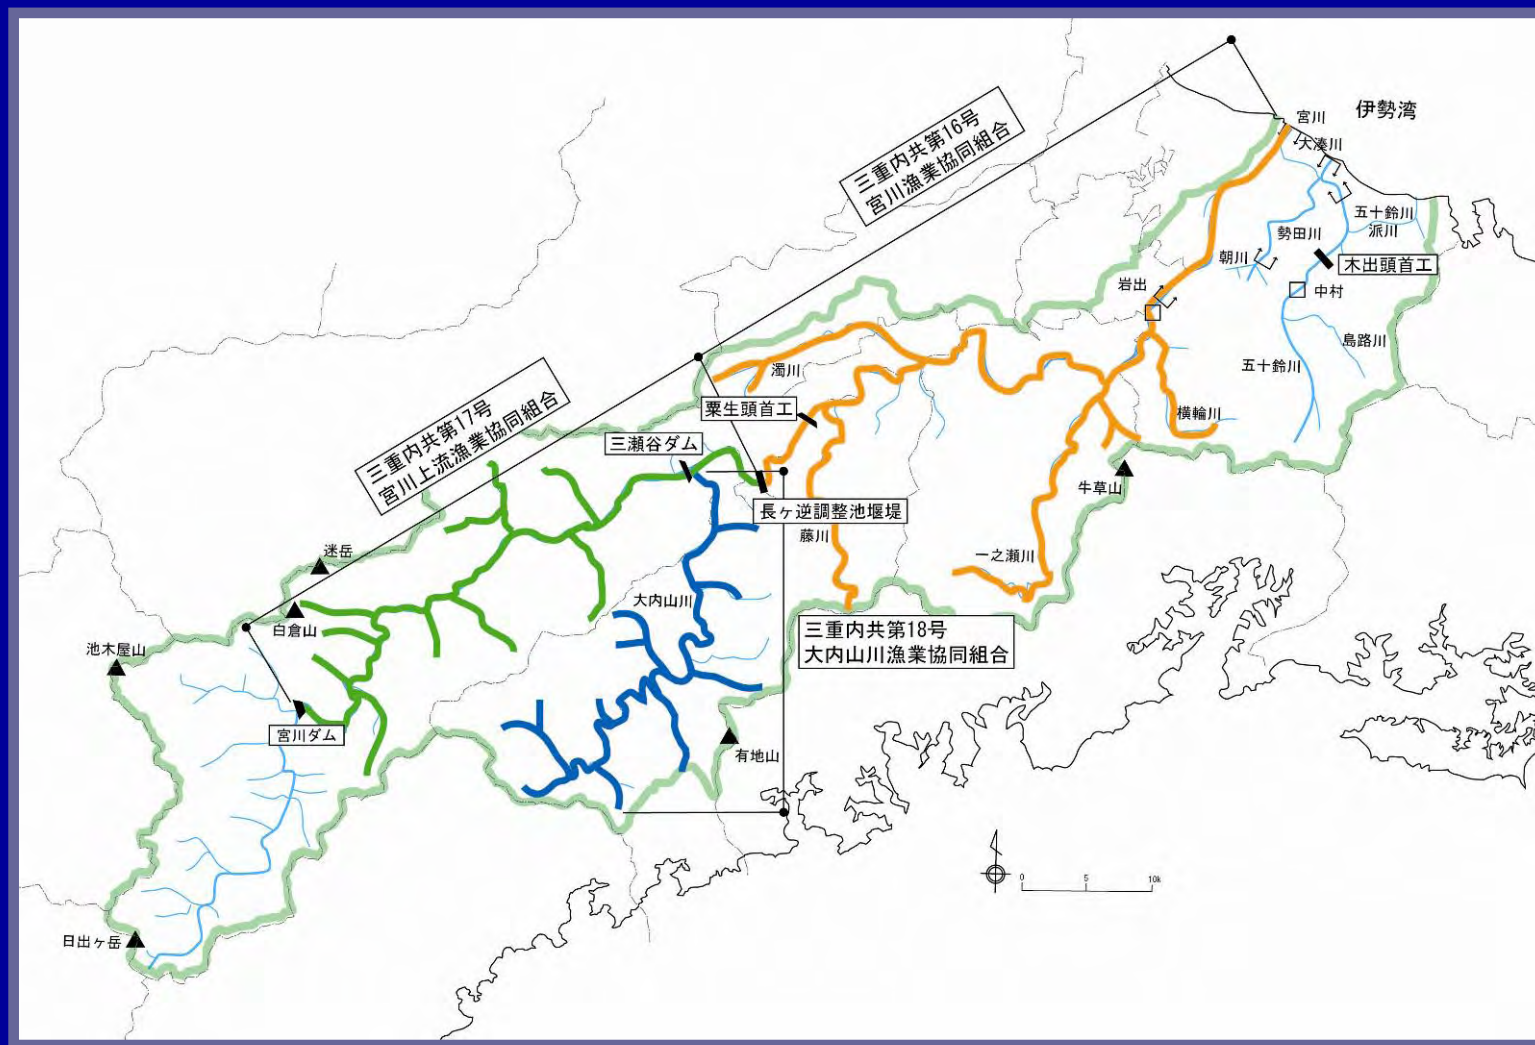 三重内共第16号
宮川漁業協同組合
宮川
伊勢湾
大湊川
五十鈴川
派川
勢田川
朝川
木出頭首工
岩出
中村
島路川
五十鈴川
濁川
横輪川
粟生頭首工
三重内共第17号
宮川上流漁業協同組合
三瀬谷ダム
牛草山
長ヶ逆調整池堰堤
藤川
一之瀬川
迷岳
大内山川
白倉山
三重内共第18号
大内山川漁業協同組合
池木屋山
宮川ダム
有地山
日出ヶ岳
0 5 10k